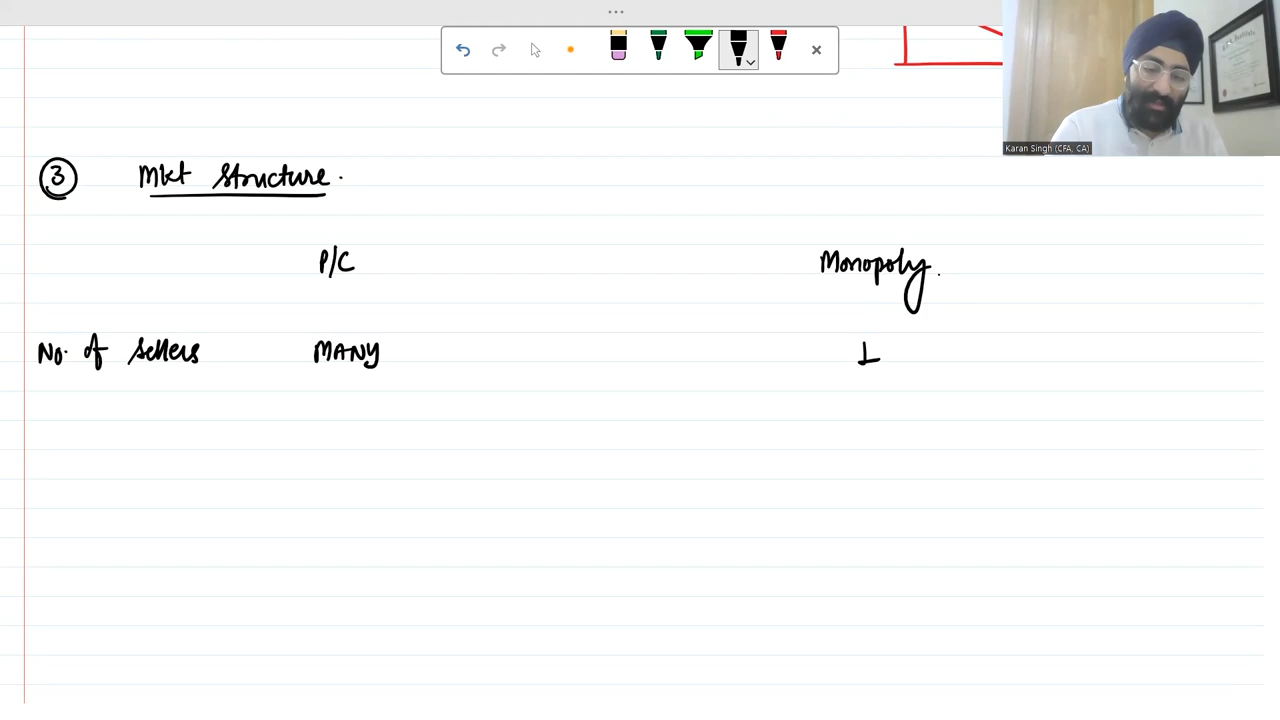 Karan Singh (CFA, CA)
3 Mkt Structure.
P/C Monopoly.
No. of sellers MANY 1